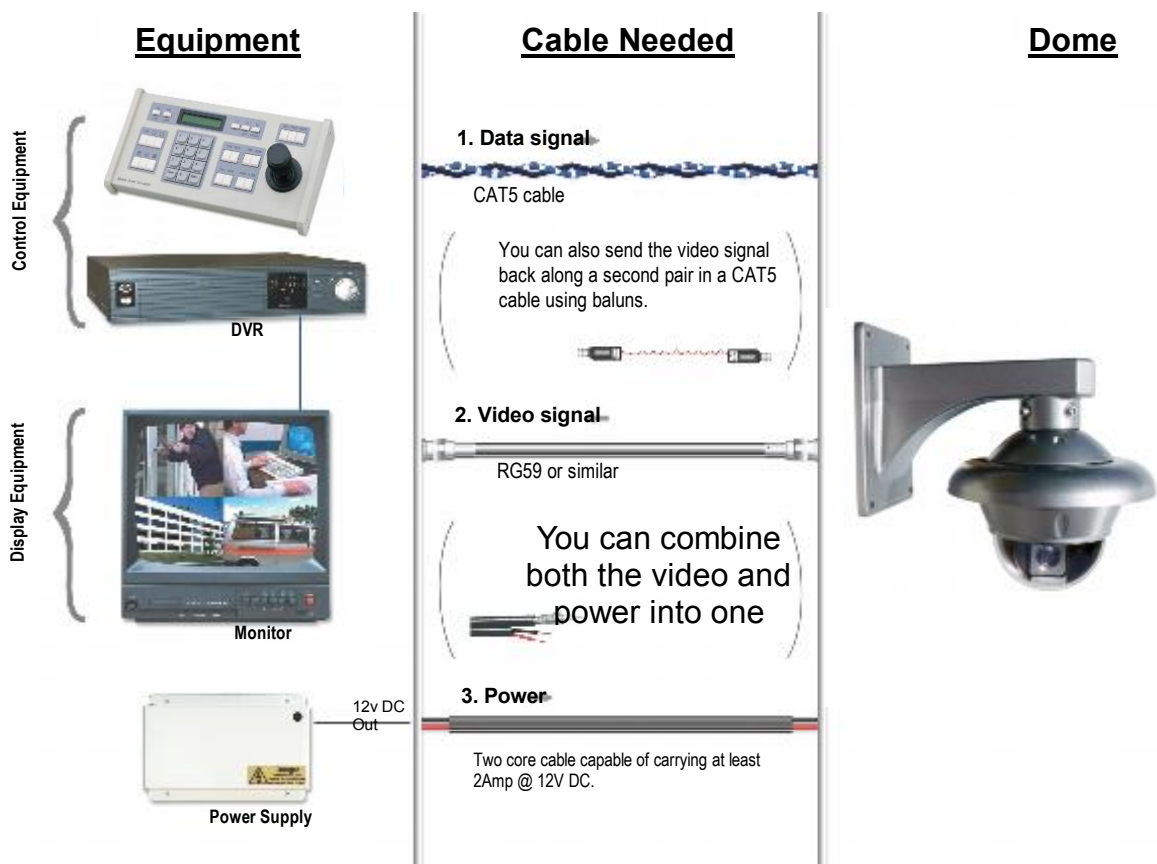 Equipment
Cable Needed
Dome
Control Equipment
1. Data signal
CAT5 cable
You can also send the video signal
back along a second pair in a CAT5
cable using baluns.
DVR
Display Equipment
2. Video signal
RG59 or similar
You can combine
both the video and
power into one
Monitor
3. Power
12v DC
Out
Two core cable capable of carrying at least
2Amp @ 12V DC.
Power Supply